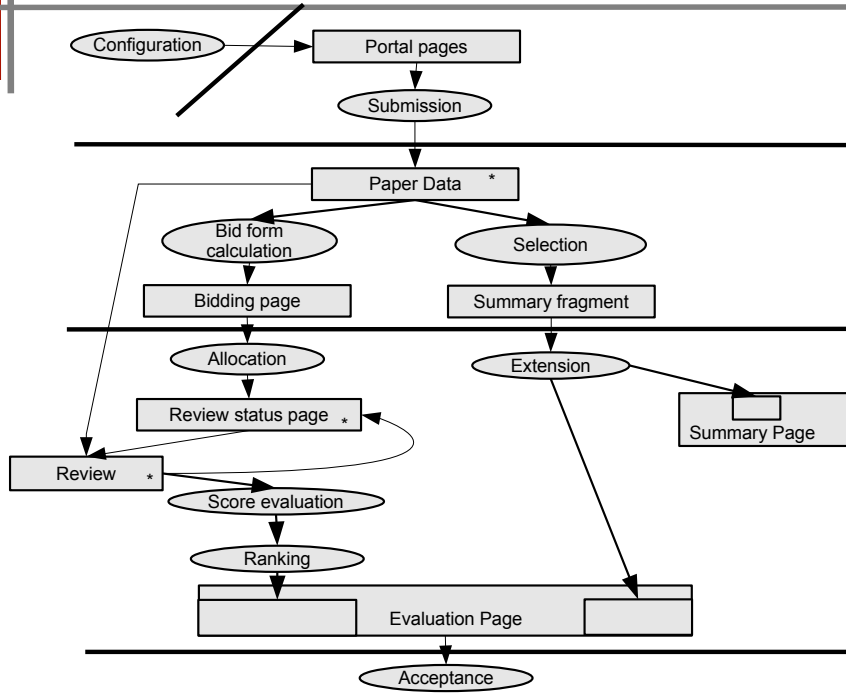 Configuration
Portal pages
Submission
Paper Data *
Bid form
calculation
Selection
Bidding page
Summary fragment
Allocation
Extension
Review status page *
Summary Page
Review *
Score evaluation
Ranking
Evaluation Page
Acceptance